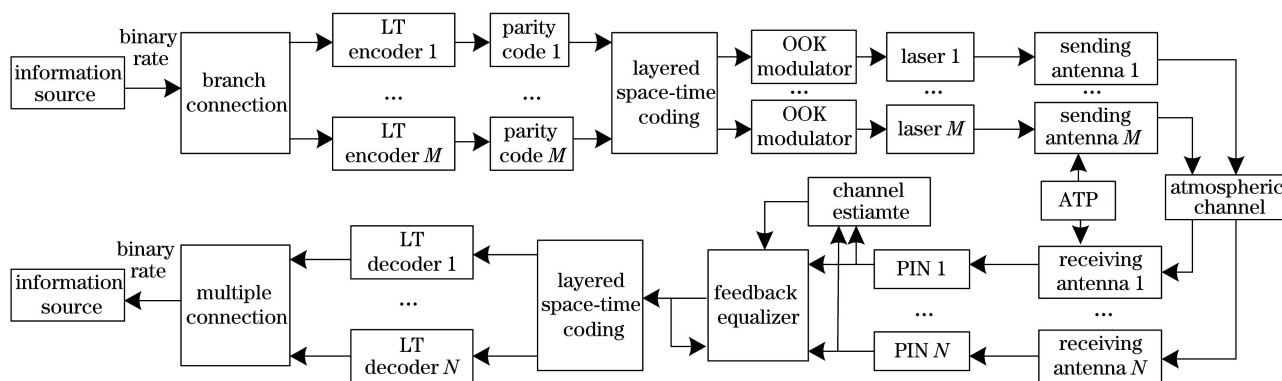 binary
rate
information
source
branch
connection
LT
encoder 1
...
LT
encoder M
parity
code 1
...
parity
code M
layered
space-time
coding
OOK
modulator
...
OOK
modulator
laser 1
...
laser M
sending
antenna 1
...
sending
antenna M
ATP
atmospheric
channel
channel
estiamte
binary
rate
information
source
multiple
connection
LT
decoder 1
...
LT
decoder N
layered
space-time
coding
feedback
equalizer
PIN 1
...
PIN N
receiving
antenna 1
...
receiving
antenna N